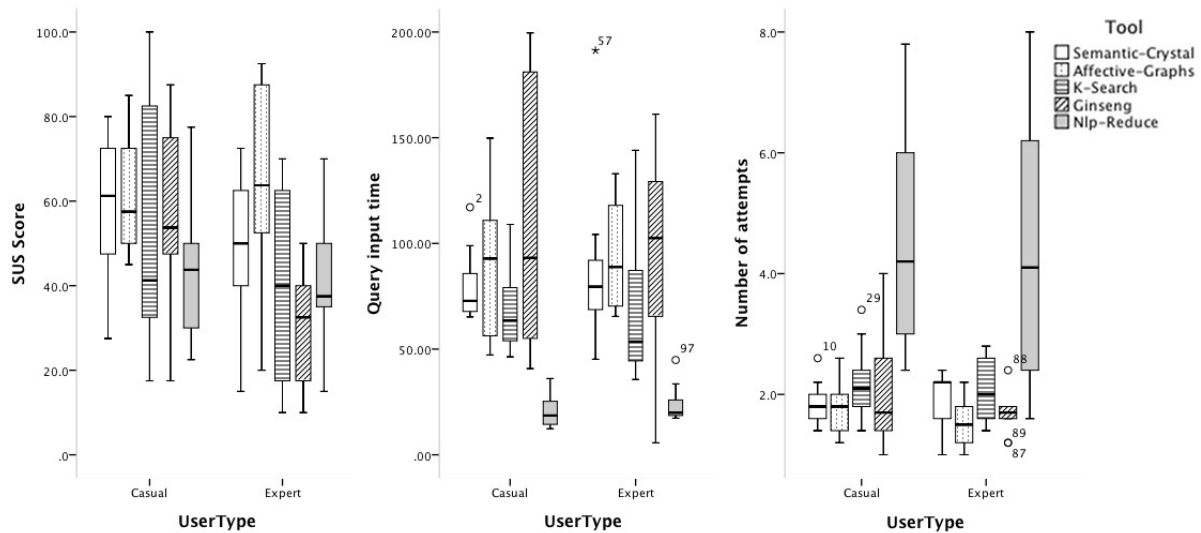 100.0
80.0
60.0
40.0
20.0
.0
SUS Score
Casual
Expert
UserType
200.00
150.00
100.00
50.00
.00
Query input time
2
57
97
Casual
Expert
UserType
8.0
6.0
4.0
2.0
Number of attempts
10
29
88
89
87
Casual
Expert
UserType
Tool
Semantic-Crystal
Affective-Graphs
K-Search
Ginseng
Nlp-Reduce